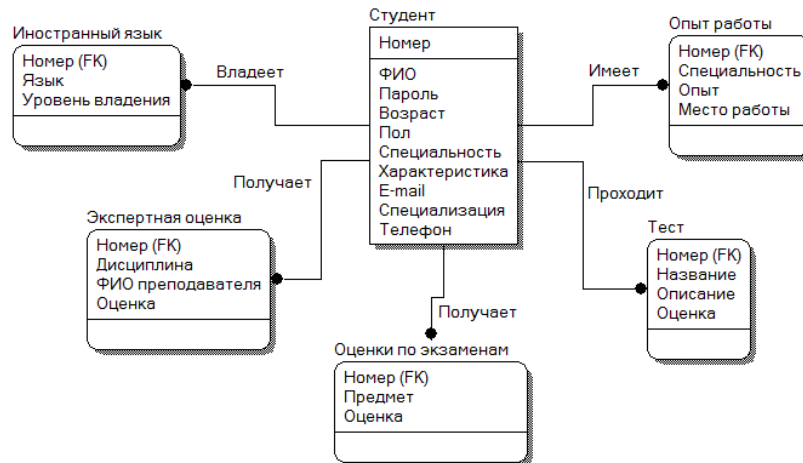 Студент
Номер
ФИО
Пароль
Возраст
Пол
Специальность
Характеристика
E-mail
Специализация
Телефон
Иностранный язык
Номер (FK)
Язык
Уровень владения
Владеет
Опыт работы
Номер (FK)
Специальность
Опыт
Место работы
Имеет
Получает
Экспертная оценка
Номер (FK)
Дисциплина
ФИО преподавателя
Оценка
Проходит
Тест
Номер (FK)
Название
Описание
Оценка
Получает
Оценки по экзаменам
Номер (FK)
Предмет
Оценка